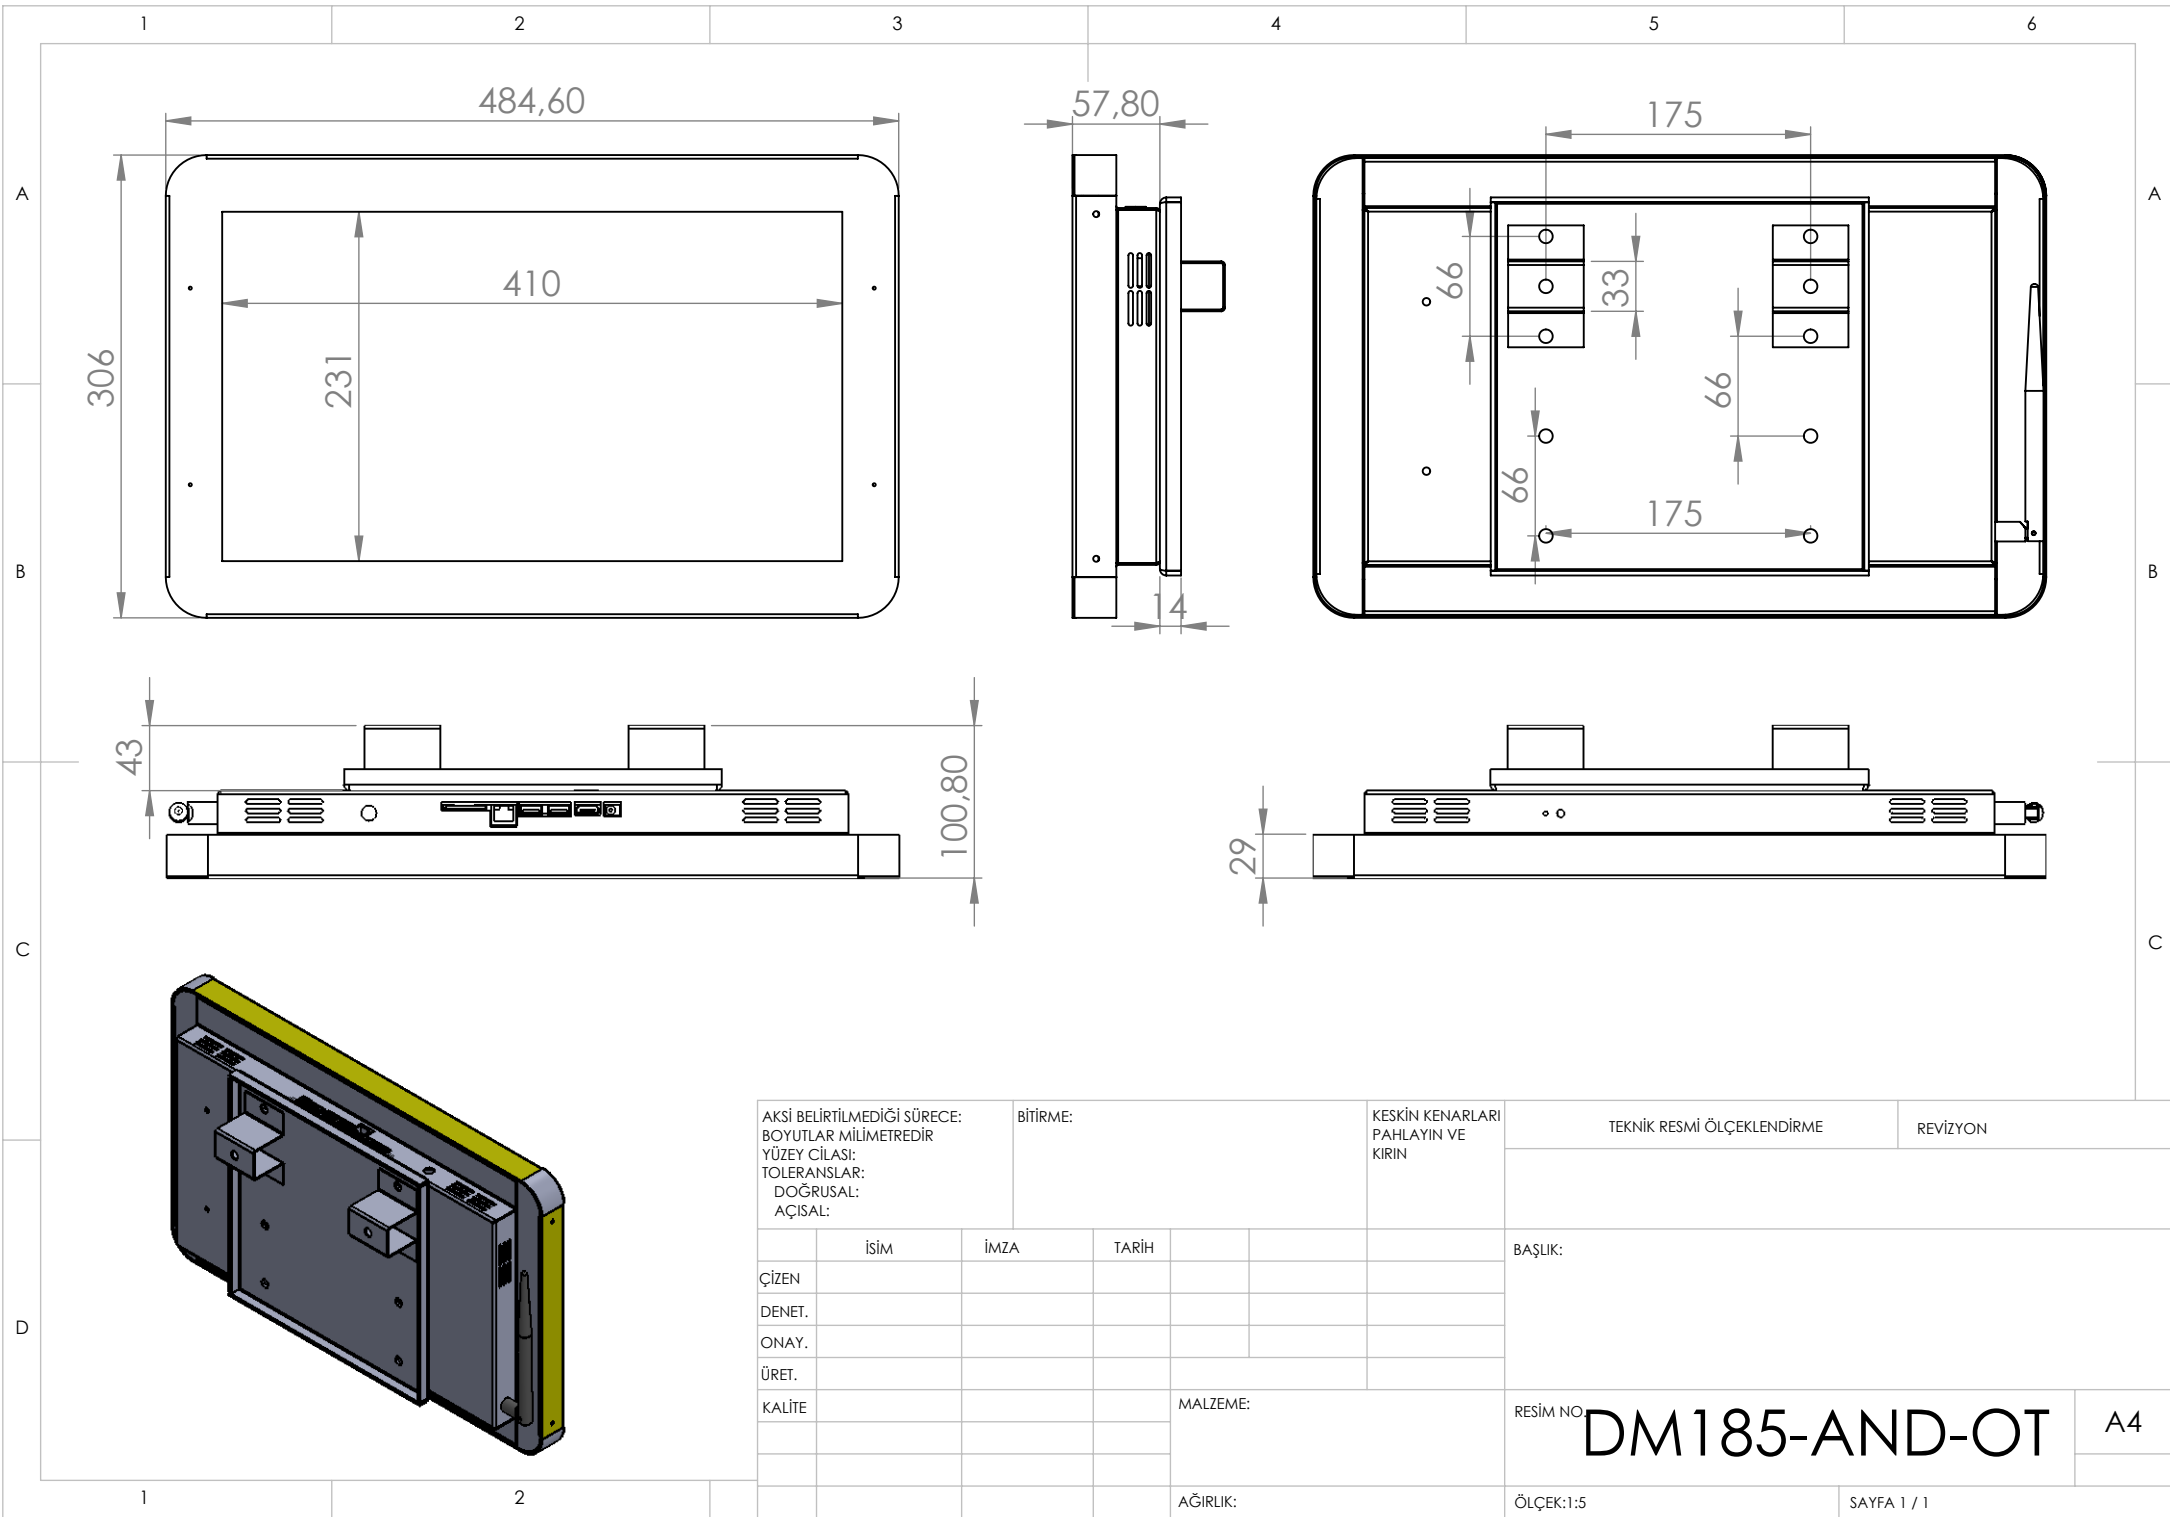 1 2 3 4 5 6
484,60
57,80
175
A A
410
66
33
306
231
66
66
175
B B
14
43
100,80
29
C C
AKSİ BELİRTİLMEDİĞİ SÜRECE:
BOYUTLAR MİLİMETREDİR
YÜZEY CİLASI:
TOLERANSLAR:
DOĞRUSAL:
AÇISAL:
BİTİRME:
KESKİN KENARLARI
PAHLAYIN VE
KIRIN
TEKNİK RESMİ ÖLÇEKLENDİRME
REVİZYON
İSİM İMZA TARİH
BAŞLIK:
ÇİZEN
DENET.
D
ONAY.
ÜRET.
KALİTE
MALZEME:
RESİM NO.
DM185-AND-OT
A4
1 2
AĞIRLIK:
ÖLÇEK:1:5
SAYFA 1 / 1